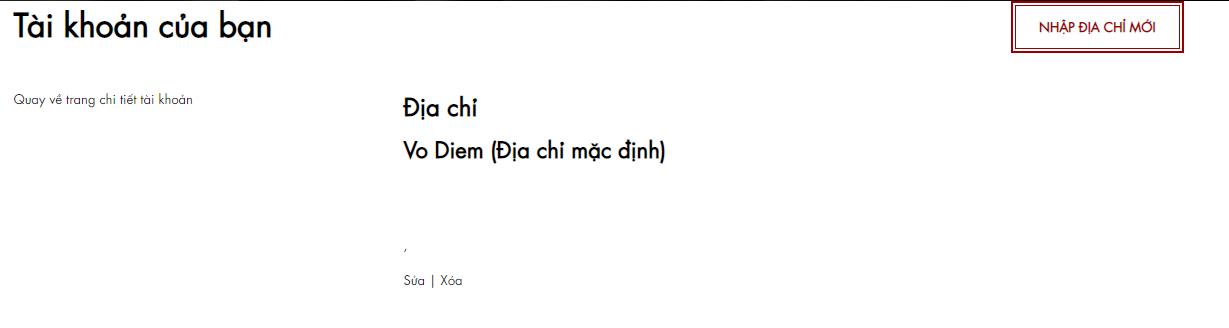 Tài khoản của bạn
NHẬP ĐỊA CHỈ MỚI
Quay về trang chi tiết tài khoản
Địa chỉ
Vo Diem (Địa chỉ mặc định)
,
Sửa | Xóa